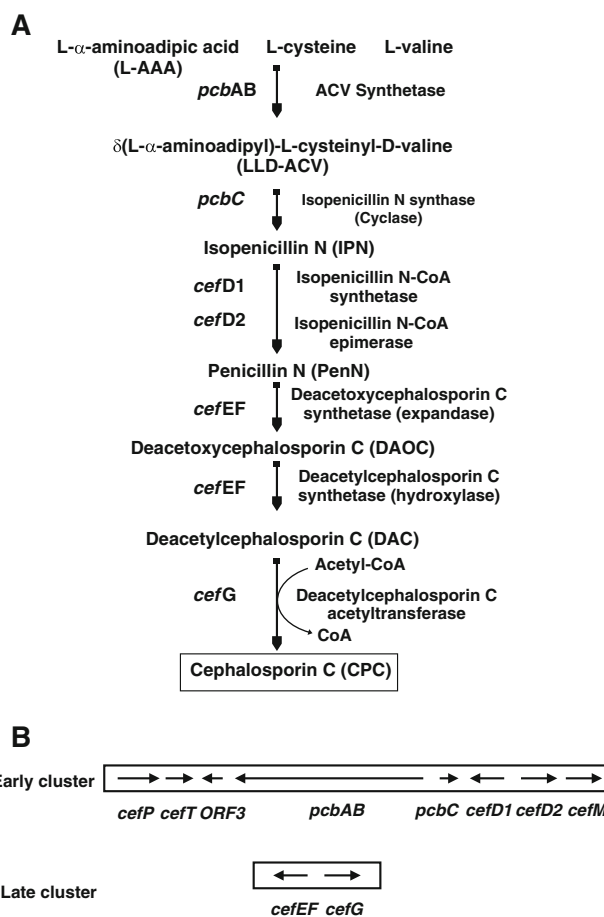 A
L-α-aminoadipic acid L-cysteine L-valine
(L-AAA)
pcbAB ACV Synthetase
δ(L-α-aminoadipyl)-L-cysteinyl-D-valine
(LLD-ACV)
pcbC Isopenicillin N synthase
(Cyclase)
Isopenicillin N (IPN)
cefD1 Isopenicillin N-CoA
synthetase
cefD2 Isopenicillin N-CoA
epimerase
Penicillin N (PenN)
cefEF Deacetoxycephalosporin C
synthetase (expandase)
Deacetoxycephalosporin C (DAOC)
cefEF Deacetylcephalosporin C
synthetase (hydroxylase)
Deacetylcephalosporin C (DAC)
Acetyl-CoA
cefG Deacetylcephalosporin C
acetyltransferase
CoA
Cephalosporin C (CPC)
B
Early cluster
cefP cefT ORF3 pcbAB pcbC cefD1 cefD2 cefM
Late cluster
cefEF cefG